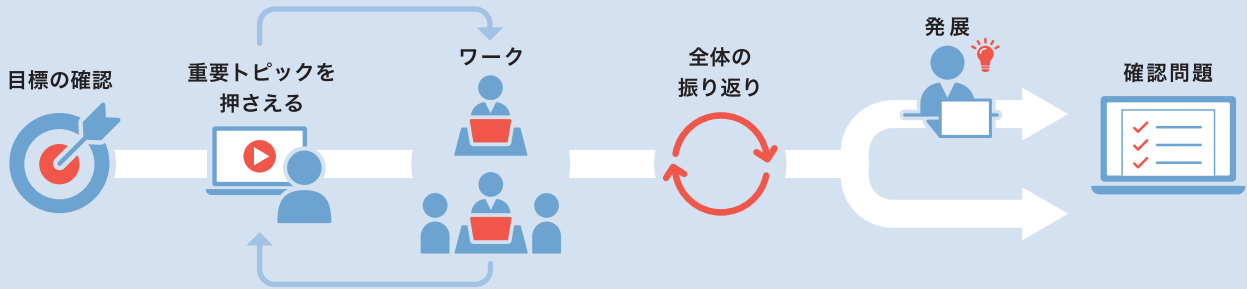 目標の確認
重要トピックを
押さえる
ワーク
全体の
振り返り
発展
確認問題